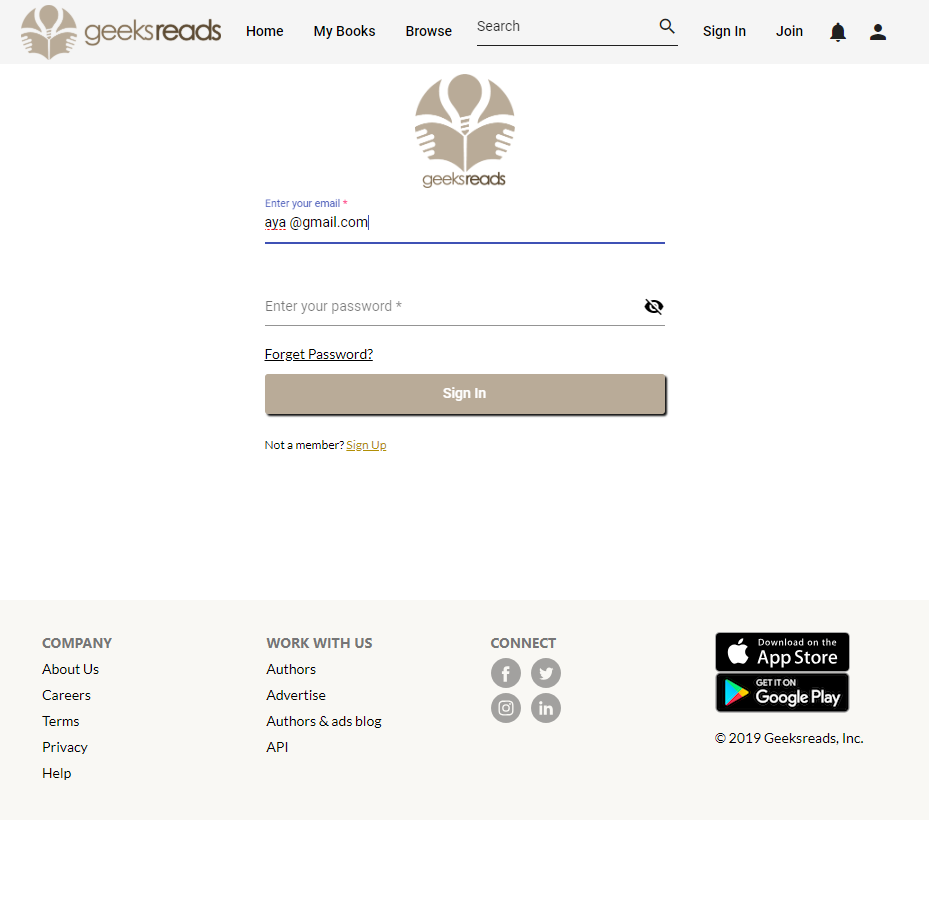 geeksreads Home My Books Browse Search Sign In Join
geeksreads
Enter your email *
aya @gmail.com
Enter your password *
Forget Password?
Sign In
Not a member? Sign Up
COMPANY
About Us
Careers
Terms
Privacy
Help
WORK WITH US
Authors
Advertise
Authors & ads blog
API
CONNECT
f
in
Download on the
App Store
GET IT ON
Google Play
© 2019 Geeksreads, Inc.